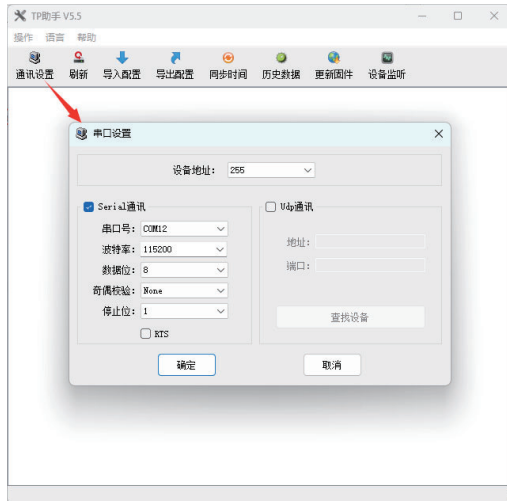 TP助手 V5.5
操作 语言 帮助
通讯设置 刷新 导入配置 导出配置 同步时间 历史数据 更新固件 设备监听
串口设置
设备地址: 255
Serial通讯
串口号: COM12
波特率: 115200
数据位: 8
奇偶校验: None
停止位: 1
RTS
Udp通讯
地址:
端口:
查找设备
确定 取消